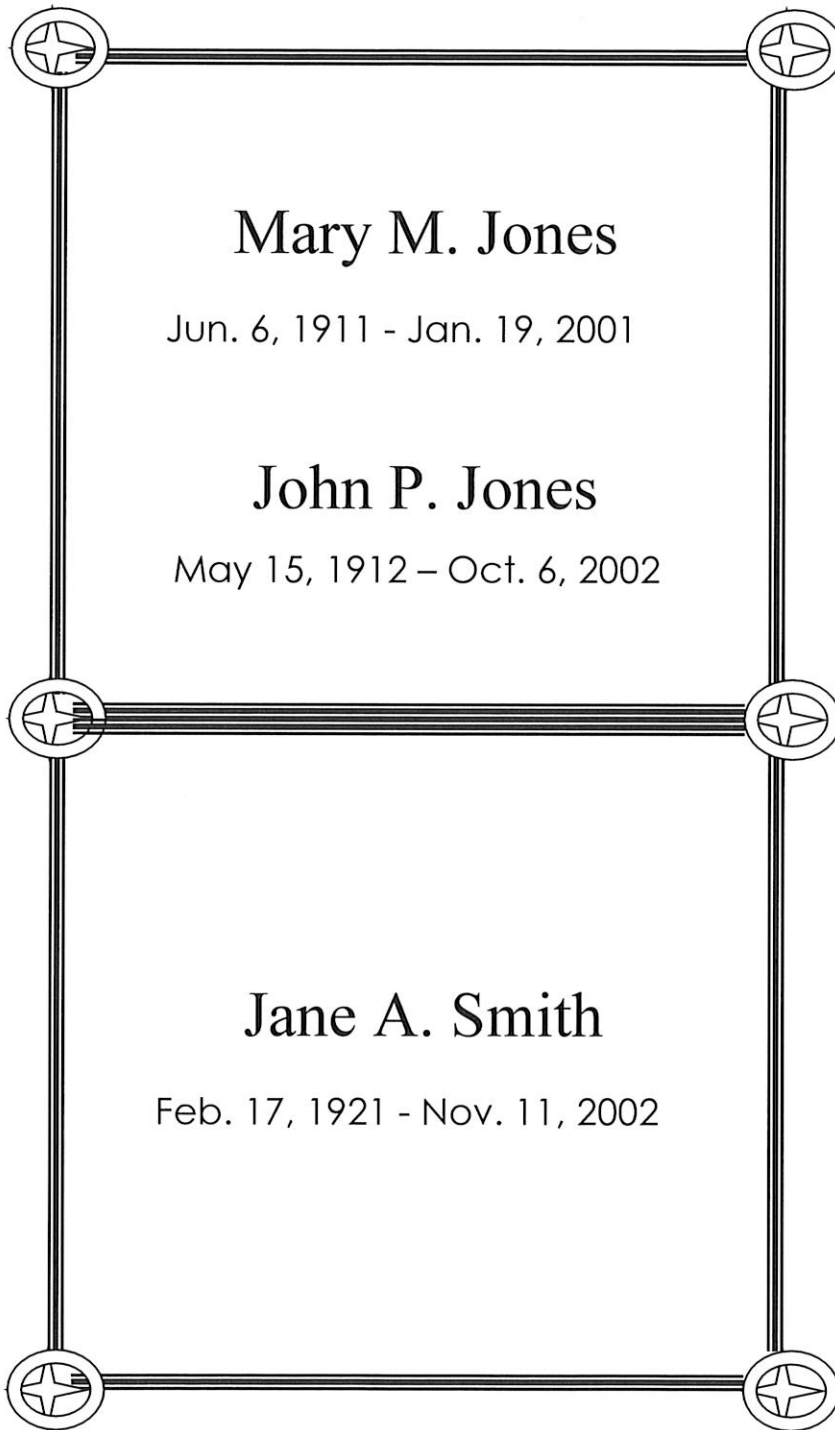 Mary M. Jones
Jun. 6, 1911 - Jan. 19, 2001
John P. Jones
May 15, 1912 – Oct. 6, 2002
Jane A. Smith
Feb. 17, 1921 - Nov. 11, 2002